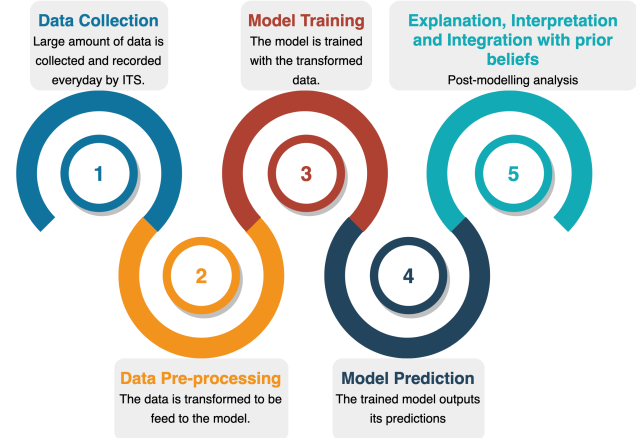 Data Collection
Large amount of data is
collected and recorded
everyday by ITS.
1
Data Pre-processing
The data is transformed to be
feed to the model.
2
Model Training
The model is trained
with the transformed
data.
3
Model Prediction
The trained model outputs
its predictions
4
Explanation, Interpretation
and Integration with prior
beliefs
Post-modelling analysis
5